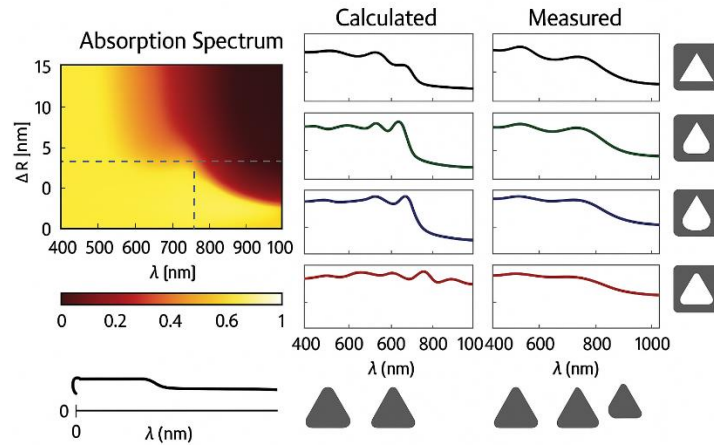 Absorption Spectrum
15
10
5
0
0
Δ R [nm]
400 500 600 700 800 900 100
λ [nm]
0 0.2 0.4 0.6 0.8 1
0
0
λ (nm)
Calculated
400 600 600 800 1000
λ (nm)
Measured
400 600 800 1000
λ (nm)